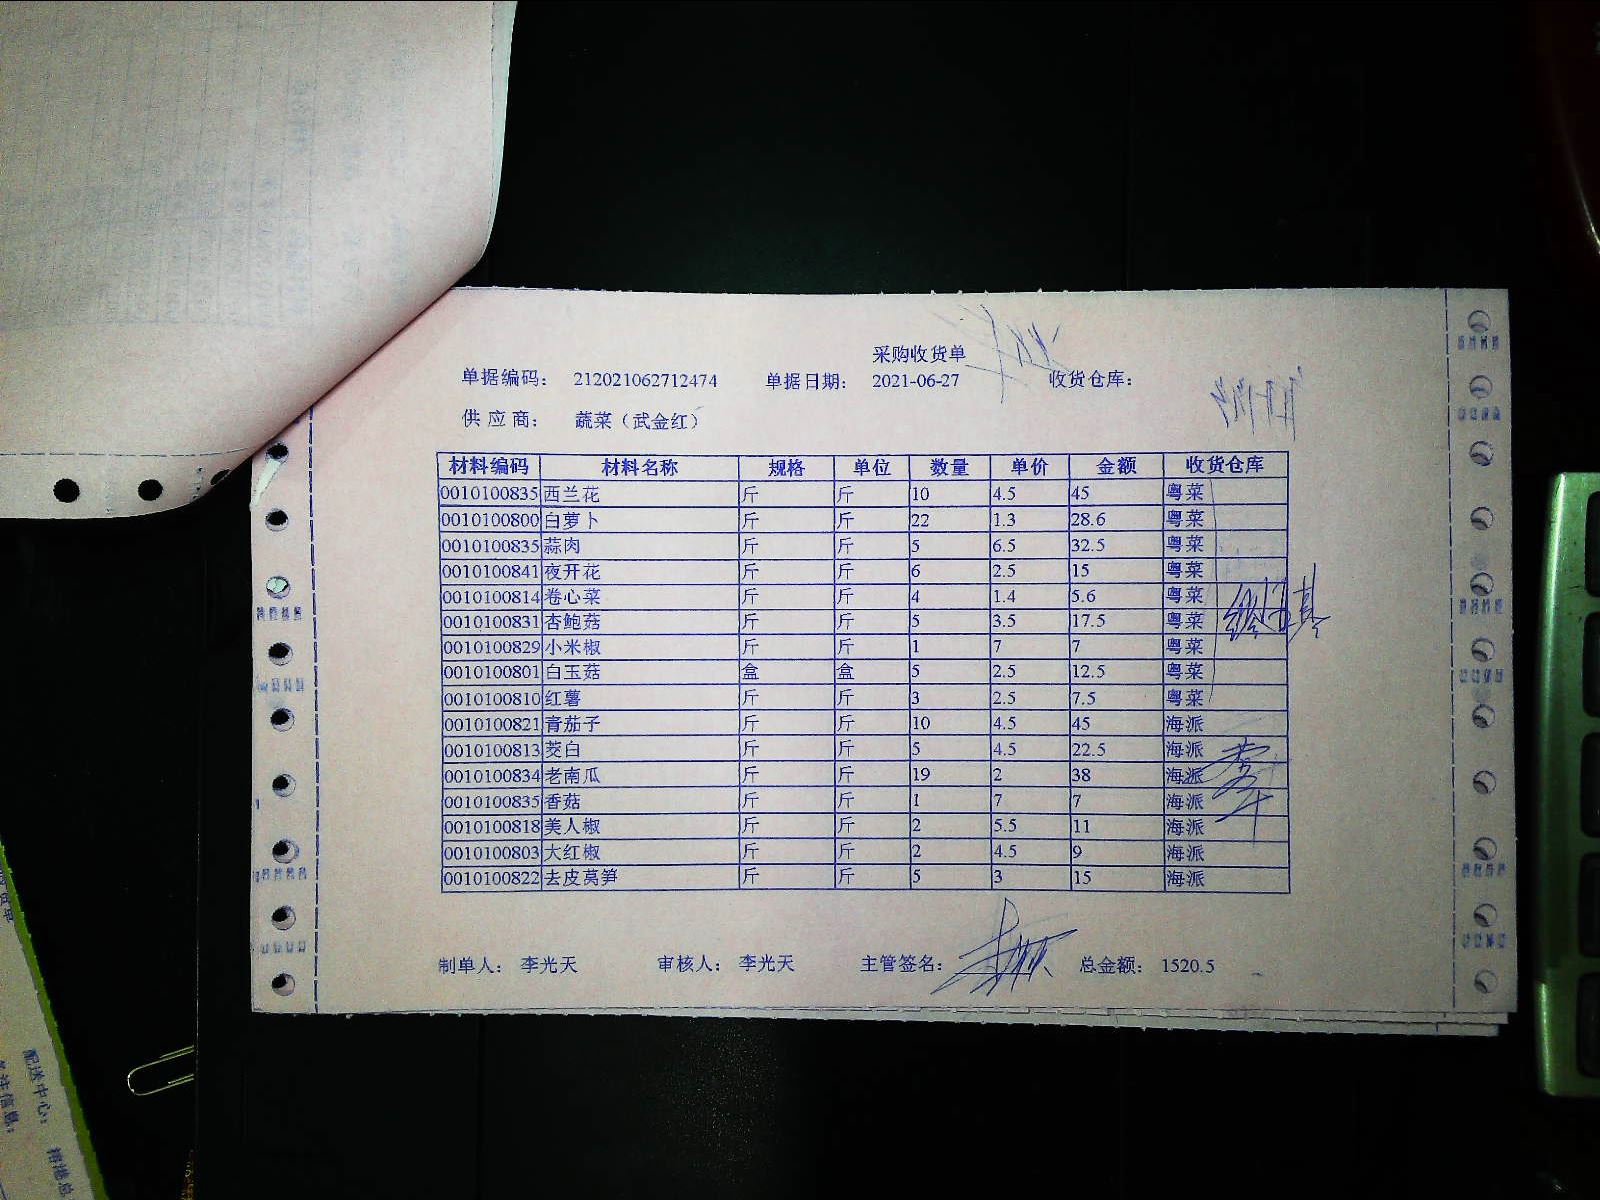 采购收货单
单据编码： 212021062712474 单据日期： 2021-06-27 收货仓库：
供应商： 蔬菜（武金红）
材料编码 材料名称 规格 单位 数量 单价 金额 收货仓库
0010100835 西兰花 斤 斤 10 4.5 45 粤菜
0010100800 白萝卜 斤 斤 22 1.3 28.6 粤菜
0010100835 蒜肉 斤 斤 5 6.5 32.5 粤菜
0010100841 夜开花 斤 斤 6 2.5 15 粤菜
0010100814 卷心菜 斤 斤 4 1.4 5.6 粤菜
0010100831 杏鲍菇 斤 斤 5 3.5 17.5 粤菜
0010100829 小米椒 斤 斤 1 7 7 粤菜
0010100801 白玉菇 盒 盒 5 2.5 12.5 粤菜
0010100810 红薯 斤 斤 3 2.5 7.5 粤菜
0010100821 青茄子 斤 斤 10 4.5 45 海派
0010100813 茭白 斤 斤 5 4.5 22.5 海派
0010100834 老南瓜 斤 斤 19 2 38 海派
0010100835 香菇 斤 斤 1 7 7 海派
0010100818 美人椒 斤 斤 2 5.5 11 海派
0010100803 大红椒 斤 斤 2 4.5 9 海派
0010100822 去皮莴笋 斤 斤 5 3 15 海派
制单人： 李光天 审核人： 李光天 主管签名： 总金额： 1520.5
配送中心：